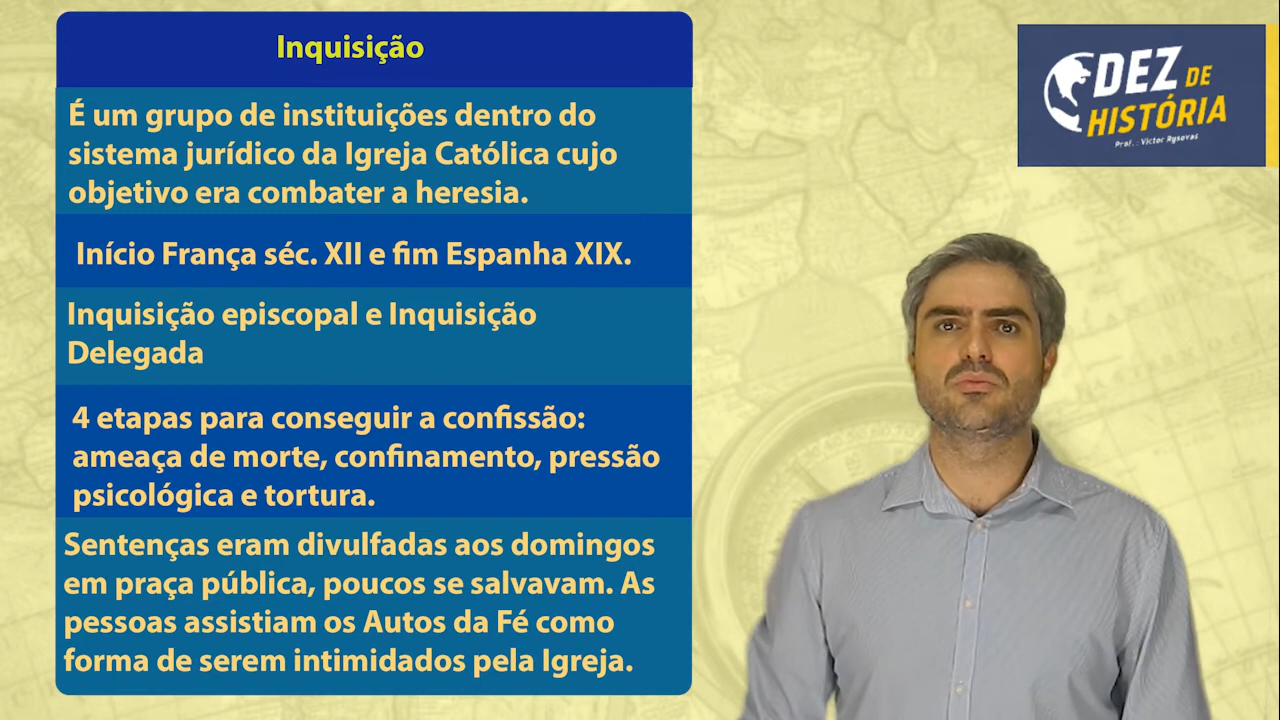 Inquisição
É um grupo de instituições dentro do
sistema jurídico da Igreja Católica cujo
objetivo era combater a heresia.
Início França séc. XII e fim Espanha XIX.
Inquisição episcopal e Inquisição
Delegada
4 etapas para conseguir a confissão:
ameaça de morte, confinamento, pressão
psicológica e tortura.
Sentenças eram divulfadas aos domingos
em praça pública, poucos se salvavam. As
pessoas assistiam os Autos da Fé como
forma de serem intimidados pela Igreja.
DEZ DE
HISTÓRIA
Prof.: Victor Rysovas